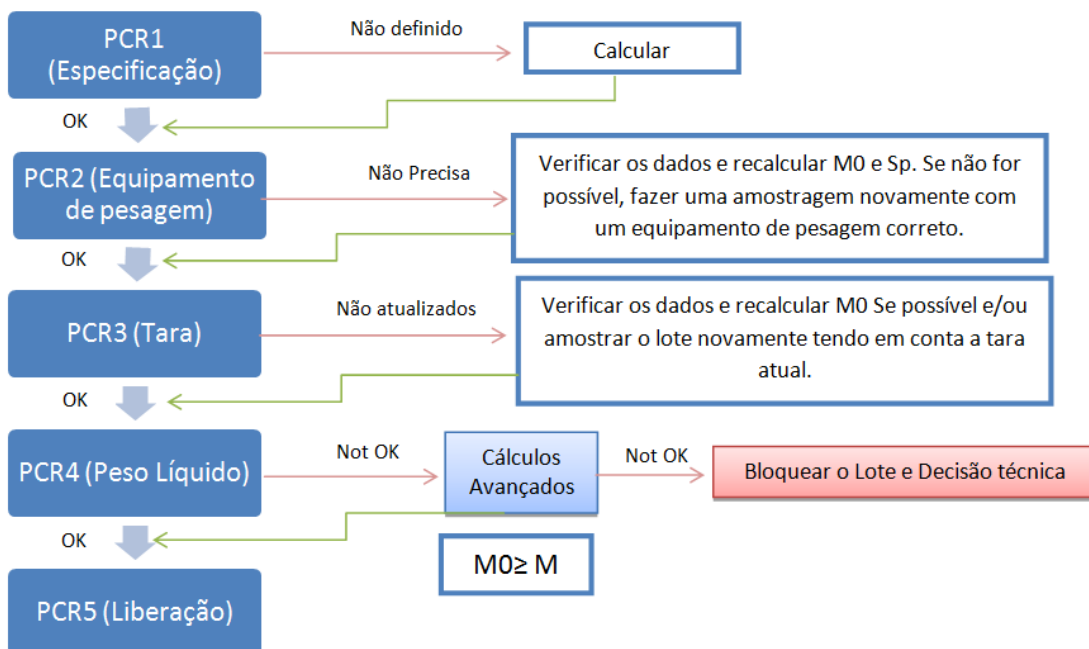 PCR1
(Especificação)
Não definido
Calcular
OK
PCR2 (Equipamento
de pesagem)
Não Precisa
Verificar os dados e recalcular M0 e Sp. Se não for
possível, fazer uma amostragem novamente com
um equipamento de pesagem correto.
OK
PCR3 (Tara)
Não atualizados
Verificar os dados e recalcular M0 Se possível e/ou
amostrar o lote novamente tendo em conta a tara
atual.
OK
PCR4 (Peso Líquido)
Not OK
Cálculos
Avançados
Not OK
Bloquear o Lote e Decisão técnica
OK
M0≥ M
PCR5 (Liberação)